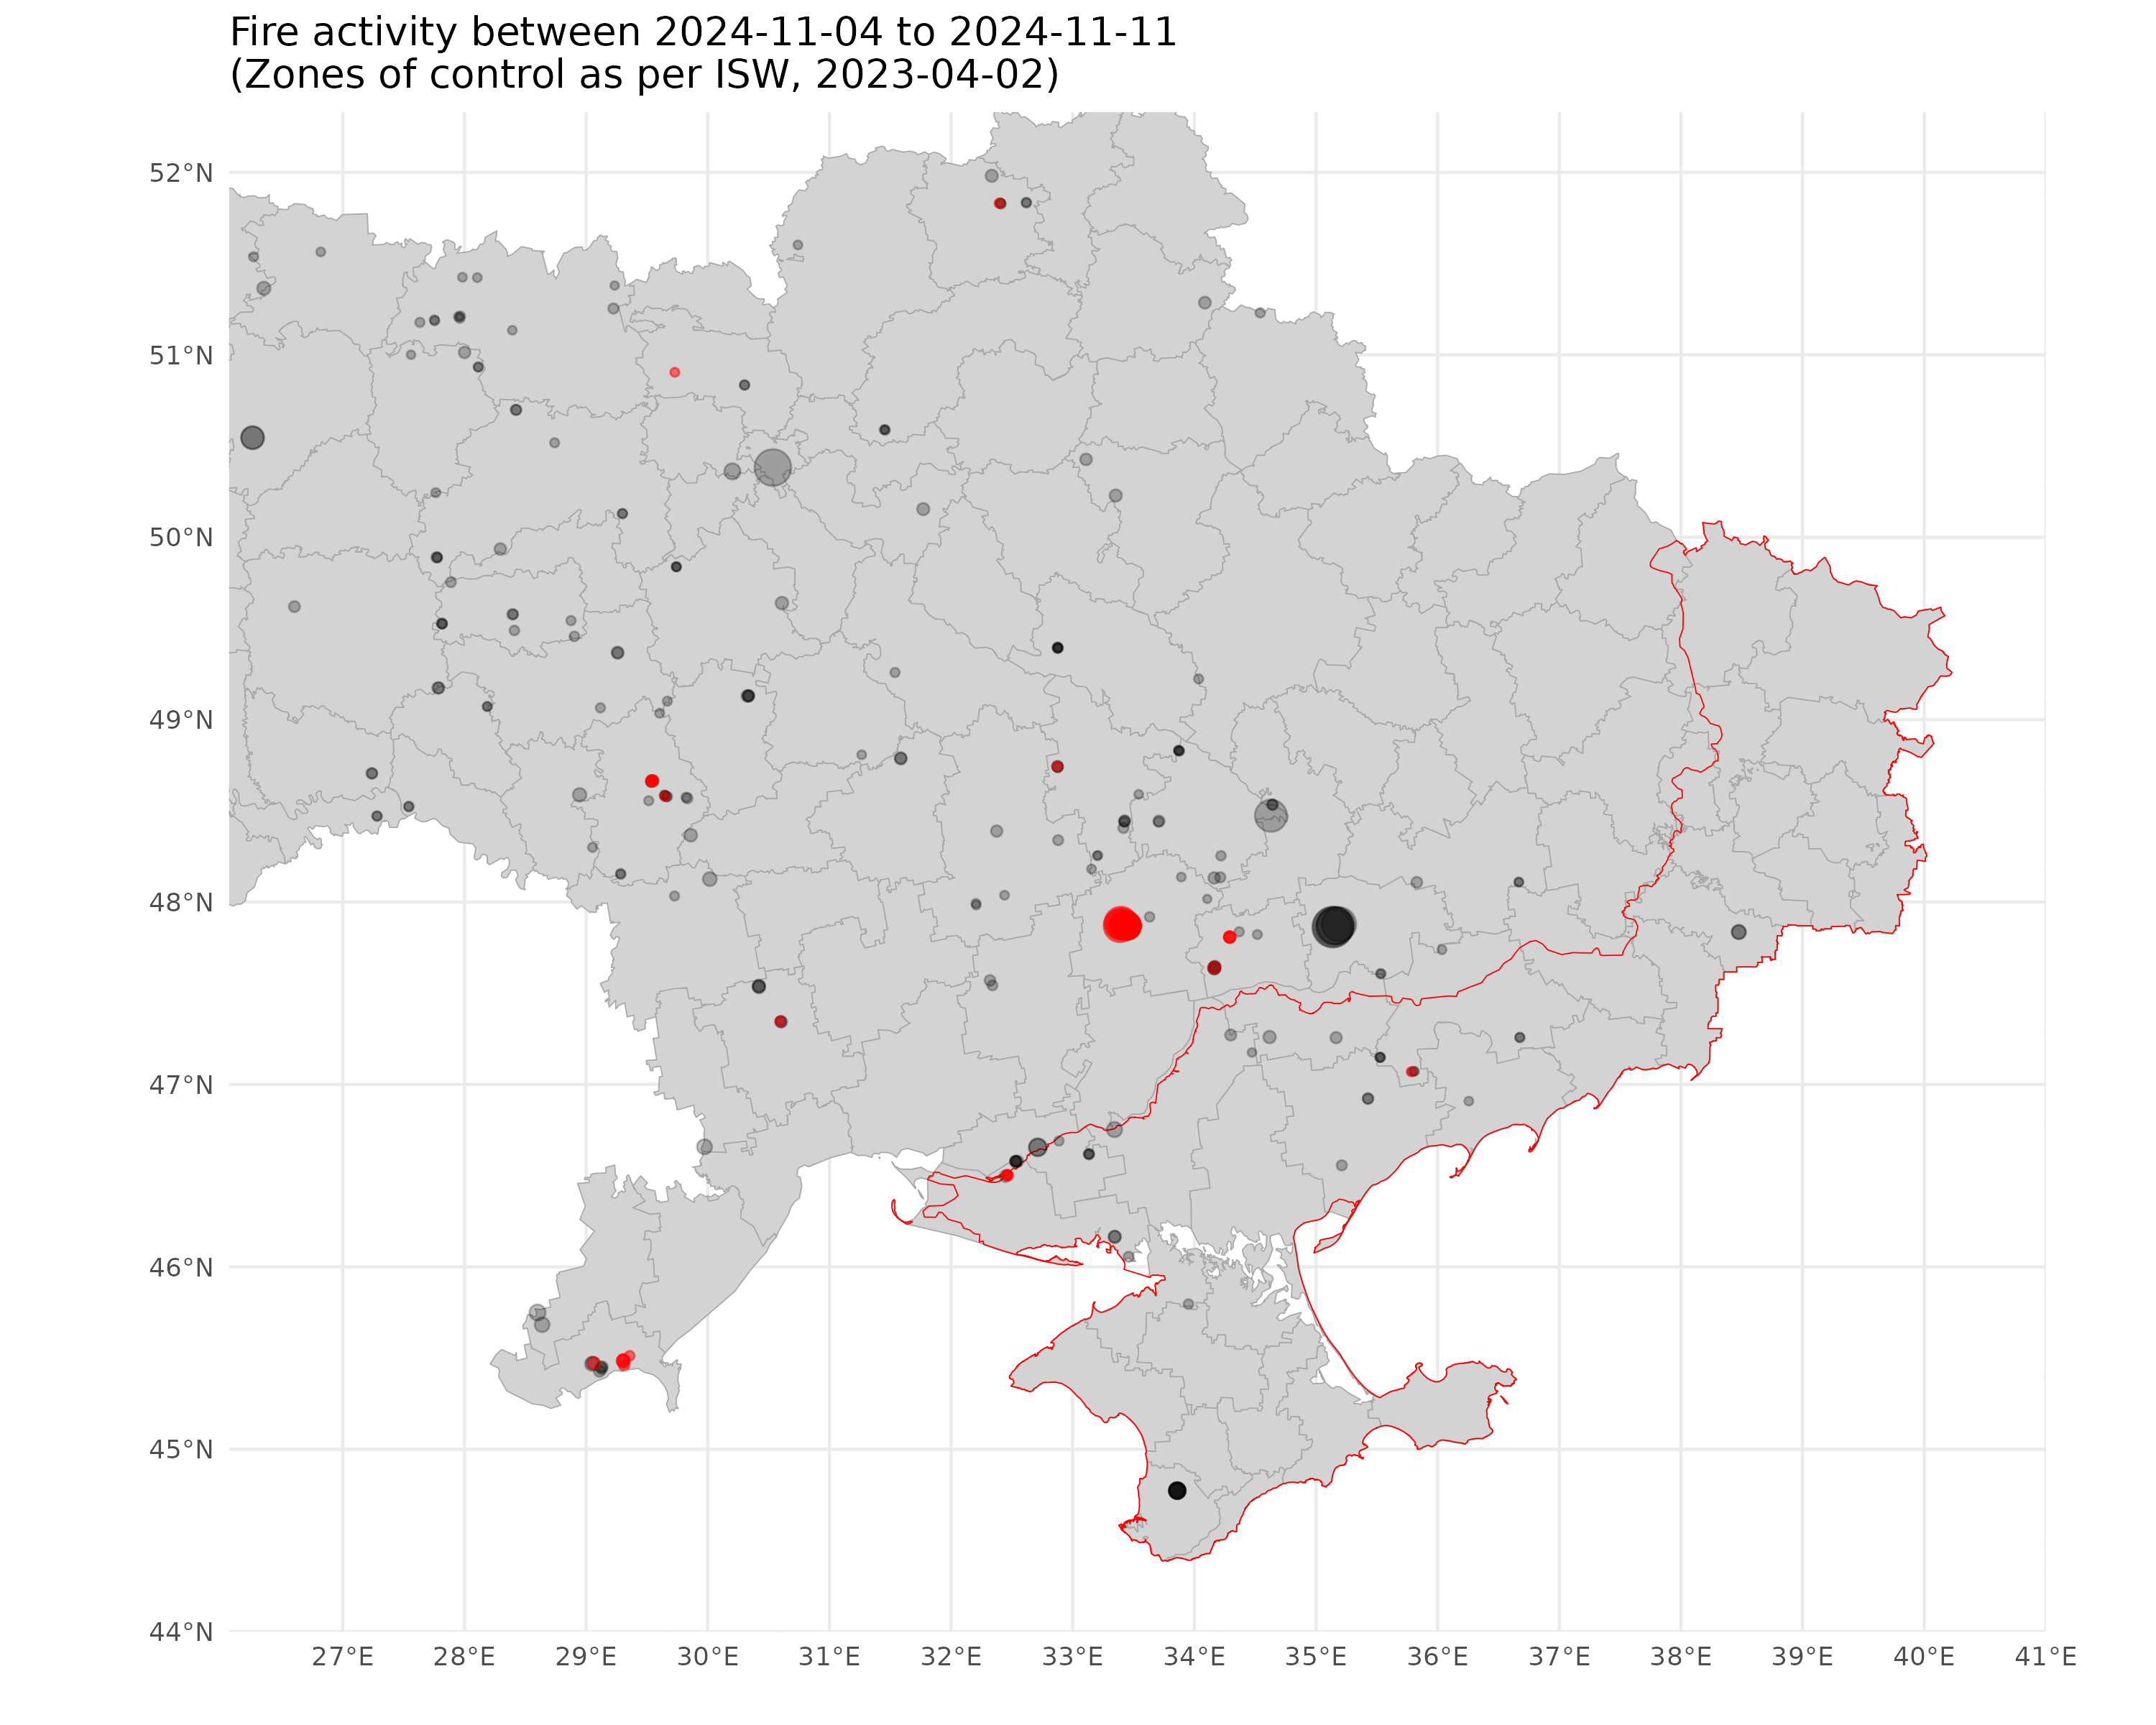 Fire activity between 2024-11-04 to 2024-11-11
(Zones of control as per ISW, 2023-04-02)
52°N
51°N
50°N
49°N
48°N
47°N
46°N
45°N
44°N
27°E 28°E 29°E 30°E 31°E 32°E 33°E 34°E 35°E 36°E 37°E 38°E 39°E 40°E 41°E